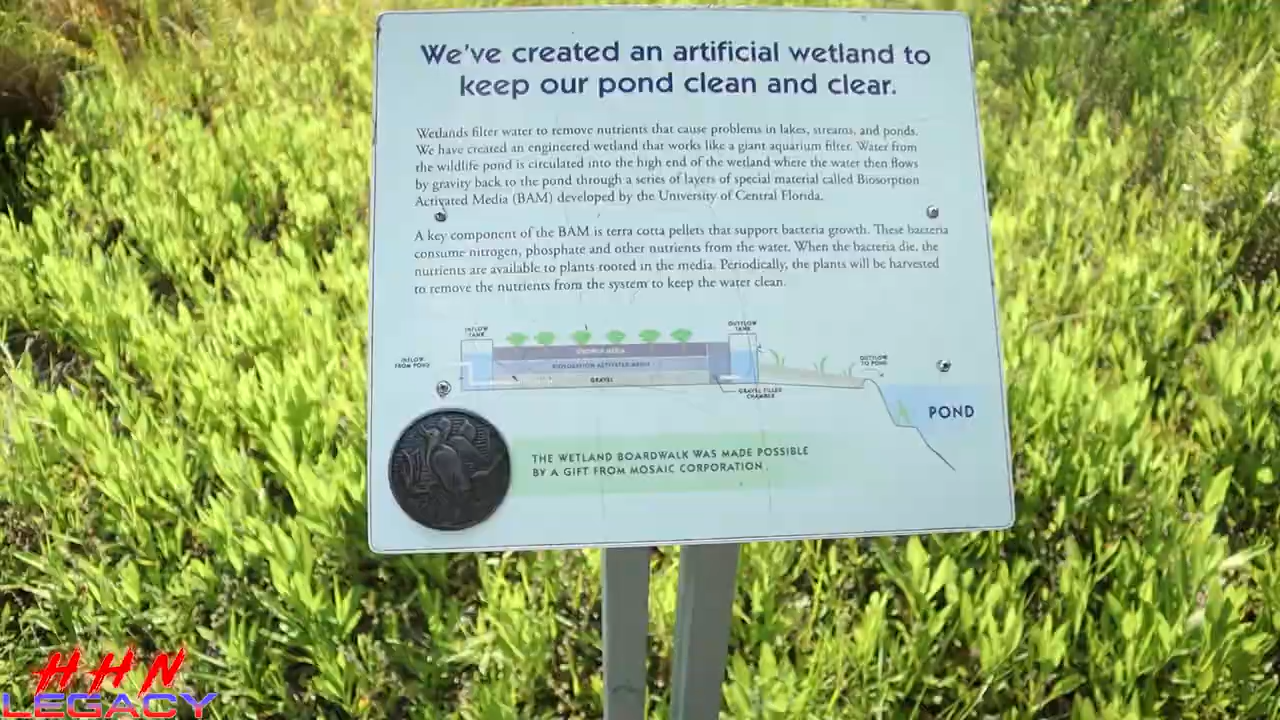 We've created an artificial wetland to
keep our pond clean and clear.
Wetlands filter water to remove nutrients that cause problems in lakes, streams, and ponds.
We have created an engineered wetland that works like a giant aquarium filter. Water from
the wildlife pond is circulated into the high end of the wetland where the water then flows
by gravity back to the pond through a series of layers of special material called Biosorption
Activated Media (BAM) developed by the University of Central Florida.
A key component of the BAM is terra cotta pellets that support bacteria growth. These bacteria
consume nitrogen, phosphate and other nutrients from the water. When the bacteria die, the
nutrients are available to plants rooted in the media. Periodically, the plants will be harvested
to remove the nutrients from the system to keep the water clean.
INFLOW
TANK
OUTFLOW
TANK
INFLOW
FROM POND
GROWTH MEDIA
BIOSORPTION ACTIVATED MEDIA
GRAVEL
GRAVEL FILLED
CHAMBER
OUTFLOW
TO POND
POND
THE WETLAND BOARDWALK WAS MADE POSSIBLE
BY A GIFT FROM MOSAIC CORPORATION.
HHN
LEGACY